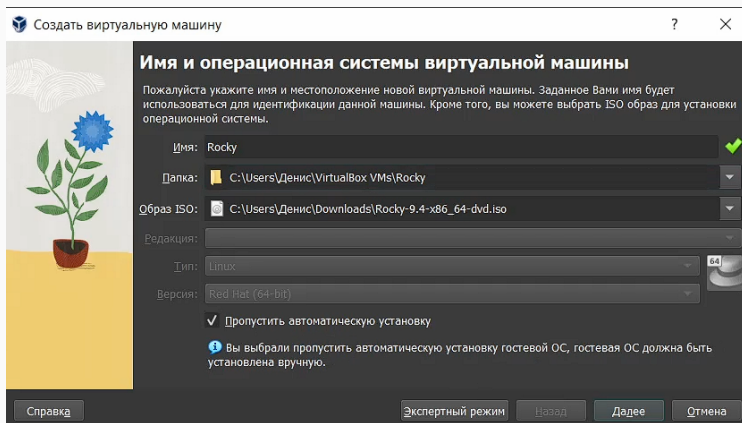 Создать виртуальную машину
?
Имя и операционная системы виртуальной машины
Пожалуйста укажите имя и местоположение новой виртуальной машины. Заданное Вами имя будет
использоваться для идентификации данной машины. Кроме того, вы можете выбрать ISO образ для установки
операционной системы.
Имя: Rocky
Папка: C:\Users\Денис\VirtualBox VMs\Rocky
Образ ISO: C:\Users\Денис\Downloads\Rocky-9.4-x86_64-dvd.iso
Редакция:
Тип: Linux 64
Версия: Red Hat (64-bit)
Пропустить автоматическую установку
Вы выбрали пропустить автоматическую установку гостевой ОС, гостевая ОС должна быть
установлена вручную.
Справка Экспертный режим Назад Далее Отмена